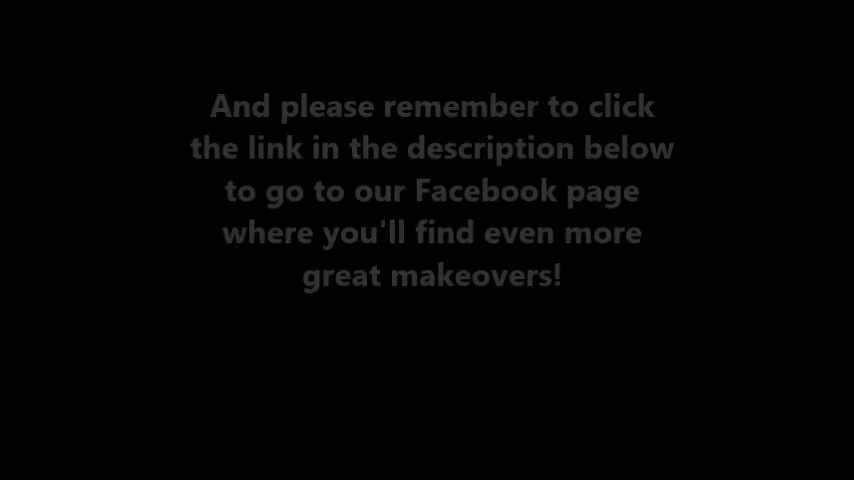 And please remember to click
the link in the description below
to go to our Facebook page
where you'll find even more
great makeovers!